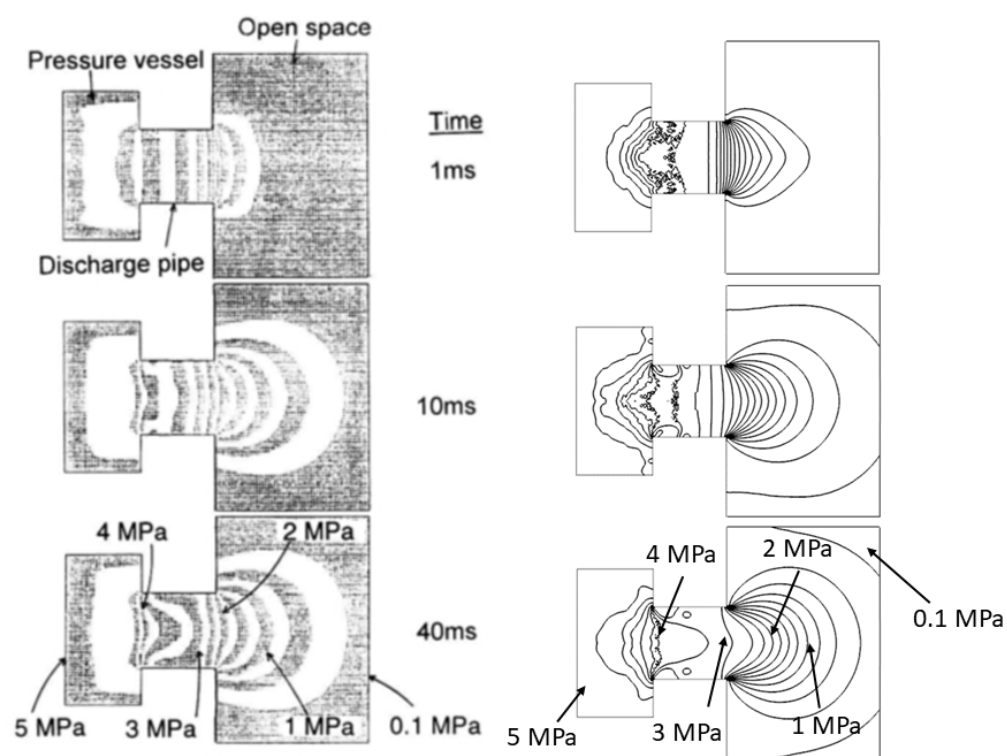 Open space
Pressure vessel
Time
1ms
Discharge pipe
10ms
4 MPa
2 MPa
40ms
5 MPa
3 MPa
1 MPa
0.1 MPa
4 MPa
2 MPa
0.1 MPa
5 MPa
3 MPa
1 MPa